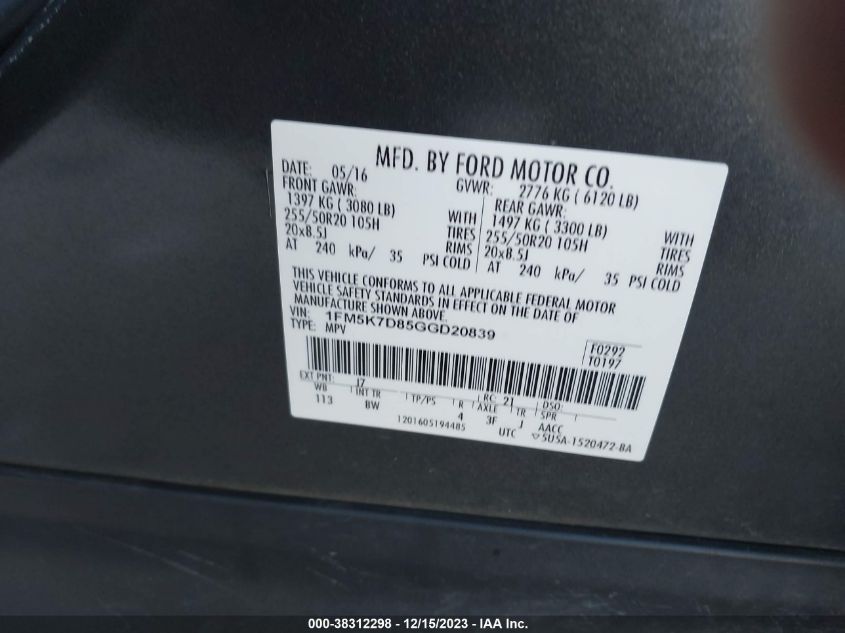 MFD. BY FORD MOTOR CO.
DATE: 05/16 GVWR: 2776 KG ( 6120 LB)
FRONT GAWR: REAR GAWR:
1397 KG ( 3080 LB) WITH 1497 KG ( 3300 LB) WITH
255/50R20 105H TIRES 255/50R20 105H TIRES
20x8.5J RIMS 20x8.5J RIMS
AT 240 kPa/ 35 PSI COLD AT 240 kPa/ 35 PSI COLD
THIS VEHICLE CONFORMS TO ALL APPLICABLE FEDERAL MOTOR
VEHICLE SAFETY STANDARDS IN EFFECT ON THE DATE OF
MANUFACTURE SHOWN ABOVE.
VIN: 1FM5K7D85GGD20839
TYPE: MPV F0292
T0197
EXT PNT: J7 RC: 21 DSO:
WB INT TR TP/PS R AXLE TR SPR
113 8W 4 3F J AACC
1201605194485 UTC ▽5U5A-1520472-BA
000-38312298 - 12/15/2023 - IAA Inc.